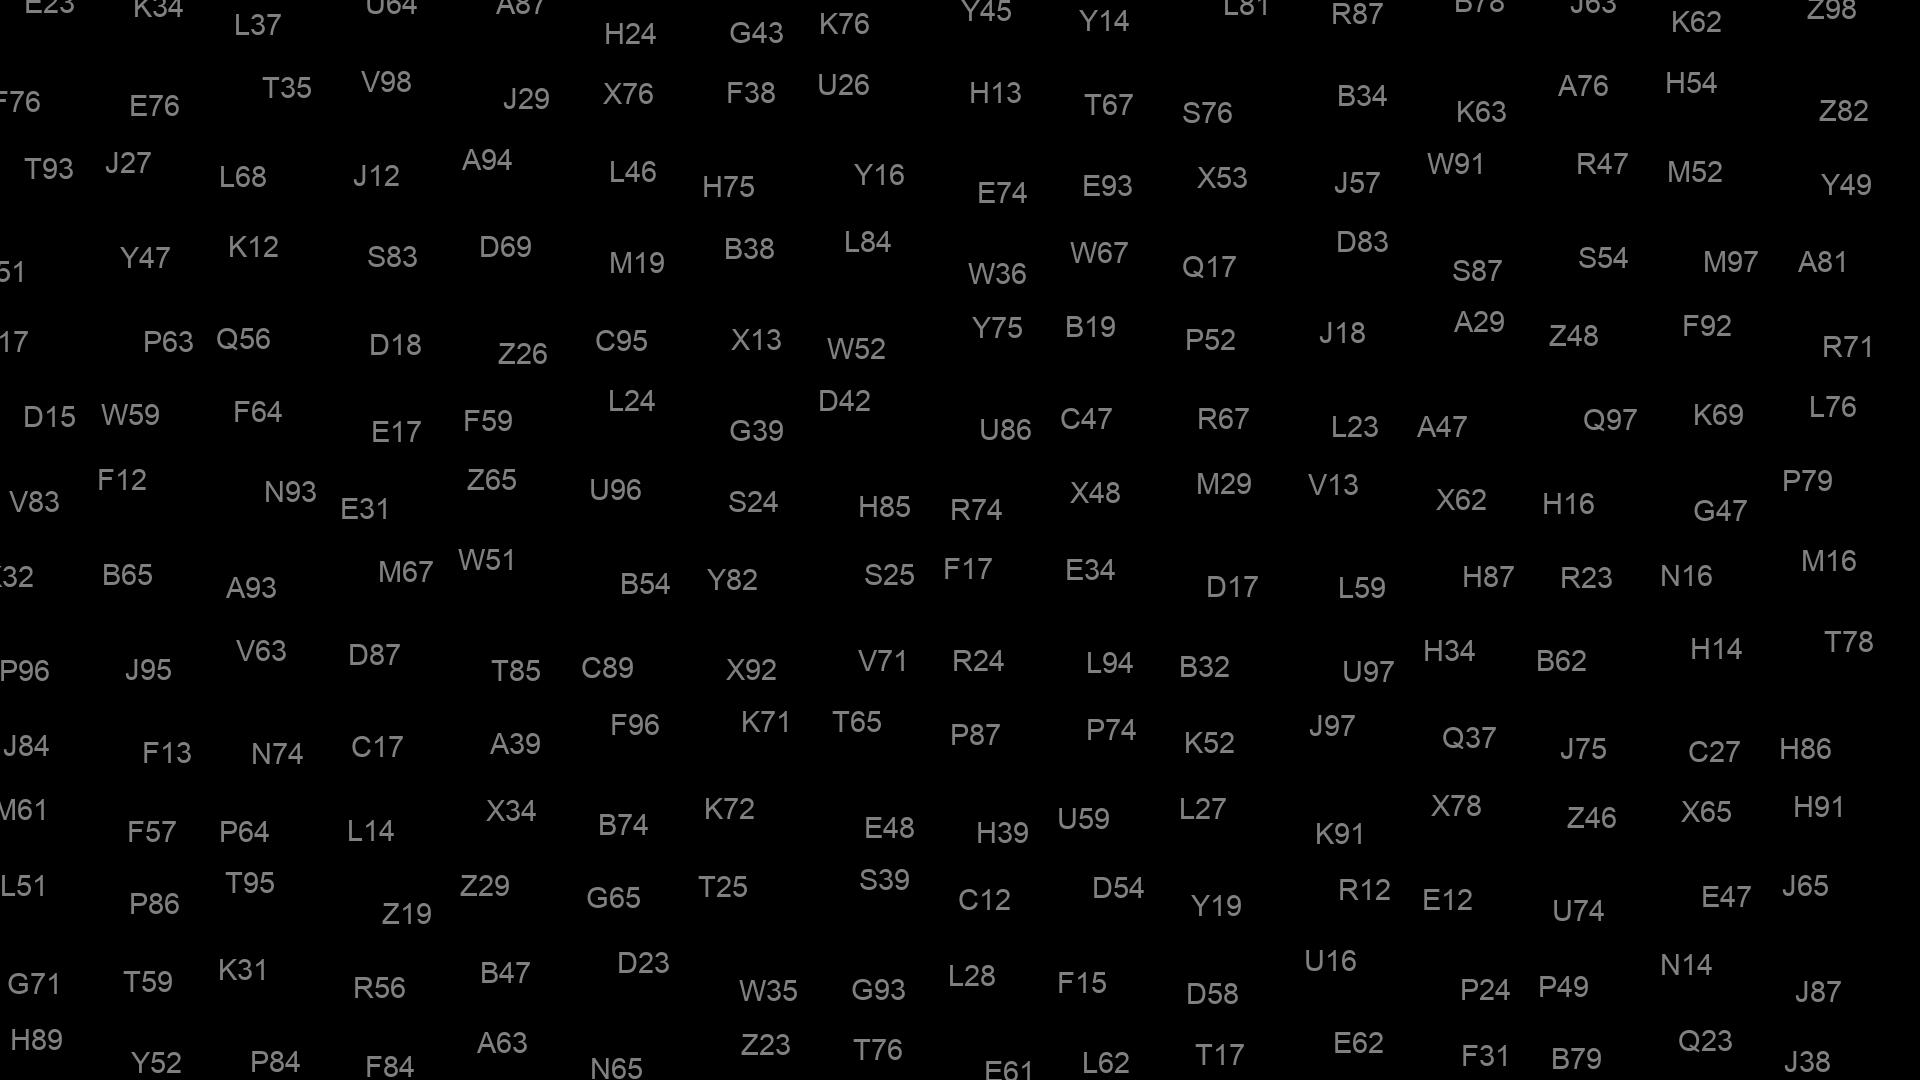 E23 K34 L37 U64 A87 H24 G43 K76 Y45 Y14 L81 R87 B78 J63 K62 Z98
F76 E76 T35 V98 J29 X76 F38 U26 H13 T67 S76 B34 K63 A76 H54 Z82
T93 J27 L68 J12 A94 L46 H75 Y16 E74 E93 X53 J57 W91 R47 M52 Y49
51 Y47 K12 S83 D69 M19 B38 L84 W36 W67 Q17 D83 S87 S54 M97 A81
17 P63 Q56 D18 Z26 C95 X13 W52 Y75 B19 P52 J18 A29 Z48 F92 R71
D15 W59 F64 E17 F59 L24 G39 D42 U86 C47 R67 L23 A47 Q97 K69 L76
V83 F12 N93 E31 Z65 U96 S24 H85 R74 X48 M29 V13 X62 H16 G47 P79
32 B65 A93 M67 W51 B54 Y82 S25 F17 E34 D17 L59 H87 R23 N16 M16
P96 J95 V63 D87 T85 C89 X92 V71 R24 L94 B32 U97 H34 B62 H14 T78
J84 F13 N74 C17 A39 F96 K71 T65 P87 P74 K52 J97 Q37 J75 C27 H86
M61 F57 P64 L14 X34 B74 K72 E48 H39 U59 L27 K91 X78 Z46 X65 H91
L51 P86 T95 Z19 Z29 G65 T25 S39 C12 D54 Y19 R12 E12 U74 E47 J65
G71 T59 K31 R56 B47 D23 W35 G93 L28 F15 D58 U16 P24 P49 N14 J87
H89 Y52 P84 F84 A63 N65 Z23 T76 E61 L62 T17 E62 F31 B79 Q23 J38